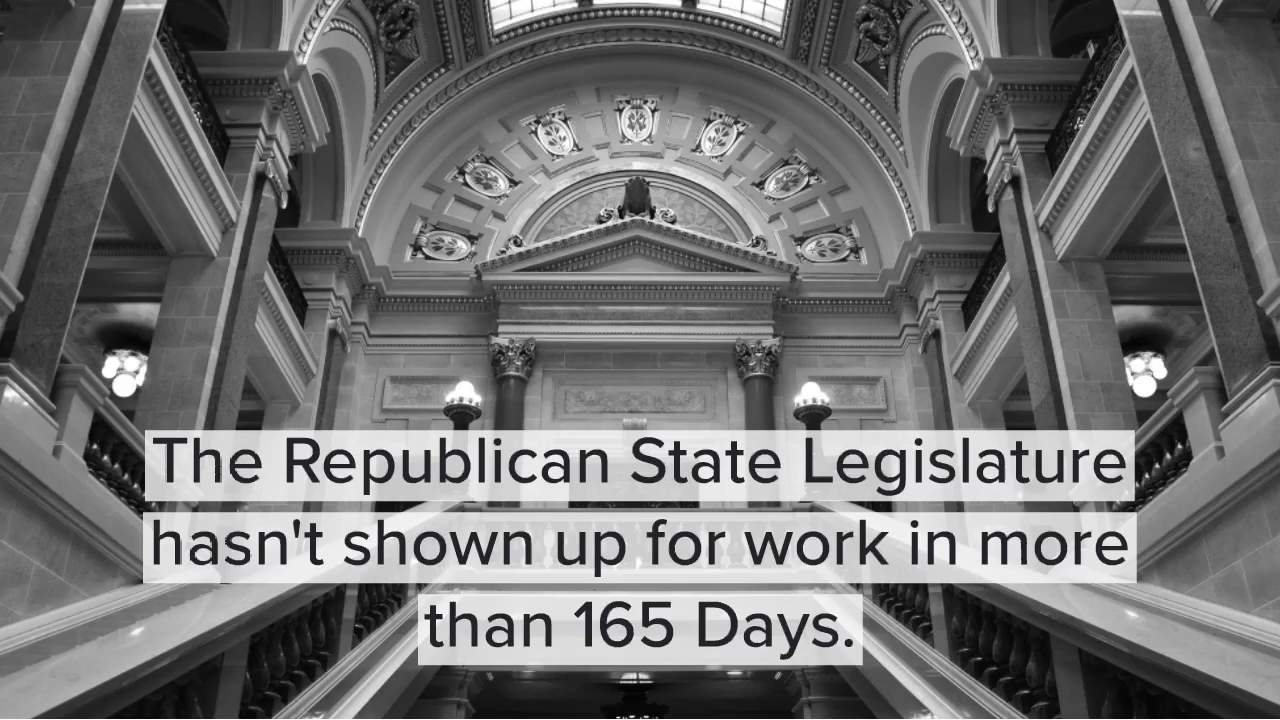 The Republican State Legislature
hasn't shown up for work in more
than 165 Days.